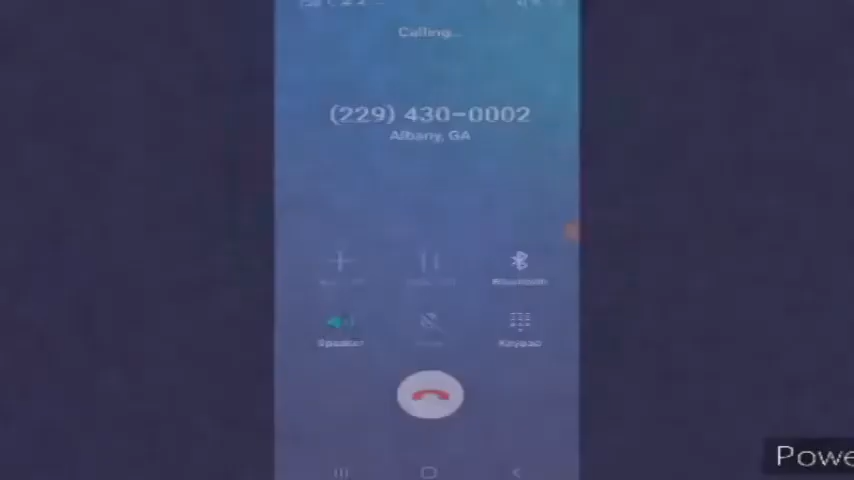 Calling...
(229) 430-0002
Albany, GA
Bluetooth
Speaker
Keypad
Powe